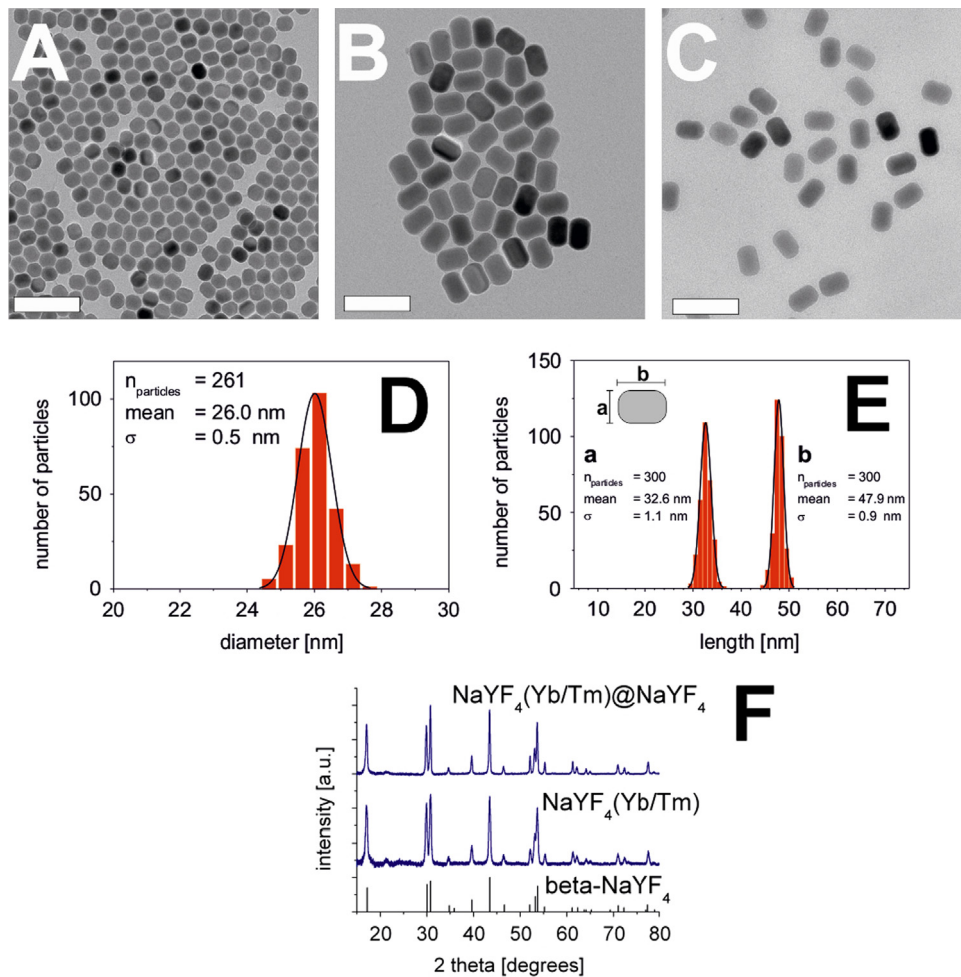 A
B
C
n_particles = 261
mean = 26.0 nm
σ = 0.5 nm
D
number of particles
100
50
0
20 22 24 26 28 30
diameter [nm]
E
number of particles
150
100
50
0
b
a
a
n_particles = 300
mean = 32.6 nm
σ = 1.1 nm
b
n_particles = 300
mean = 47.9 nm
σ = 0.9 nm
10 20 30 40 50 60 70
length [nm]
F
intensity [a.u.]
NaYF₄(Yb/Tm)@NaYF₄
NaYF₄(Yb/Tm)
beta-NaYF₄
20 30 40 50 60 70 80
2 theta [degrees]